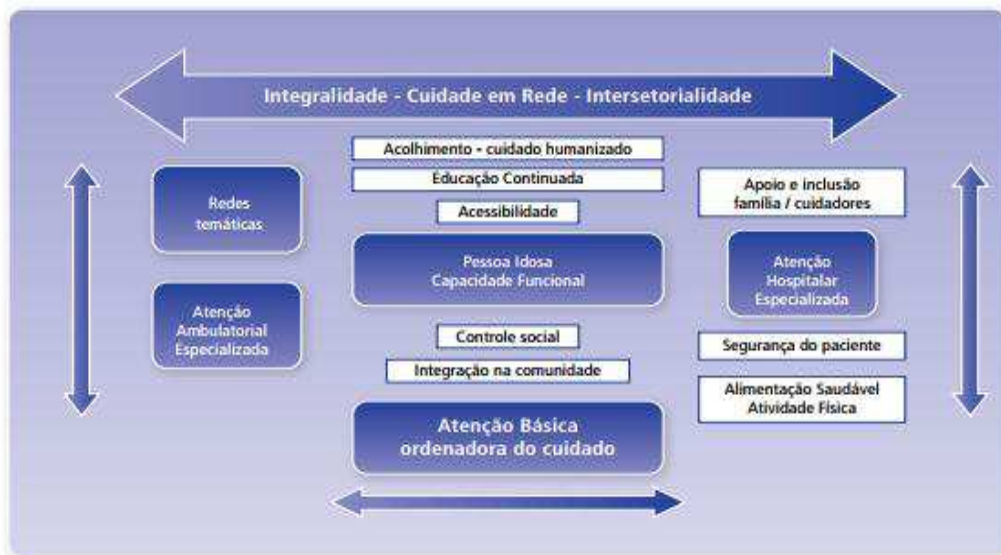 Integralidade - Cuidade em Rede - Intersetorialidade
Acolhimento - cuidado humanizado
Educação Continuada
Acessibilidade
Redes
temáticas
Apoio e inclusão
família / cuidadores
Pessoa Idosa
Capacidade Funcional
Atenção
Hospitalar
Especializada
Atenção
Ambulatorial
Especializada
Controle social
Integração na comunidade
Segurança do paciente
Alimentação Saudável
Atividade Física
Atenção Básica
ordenadora do cuidado